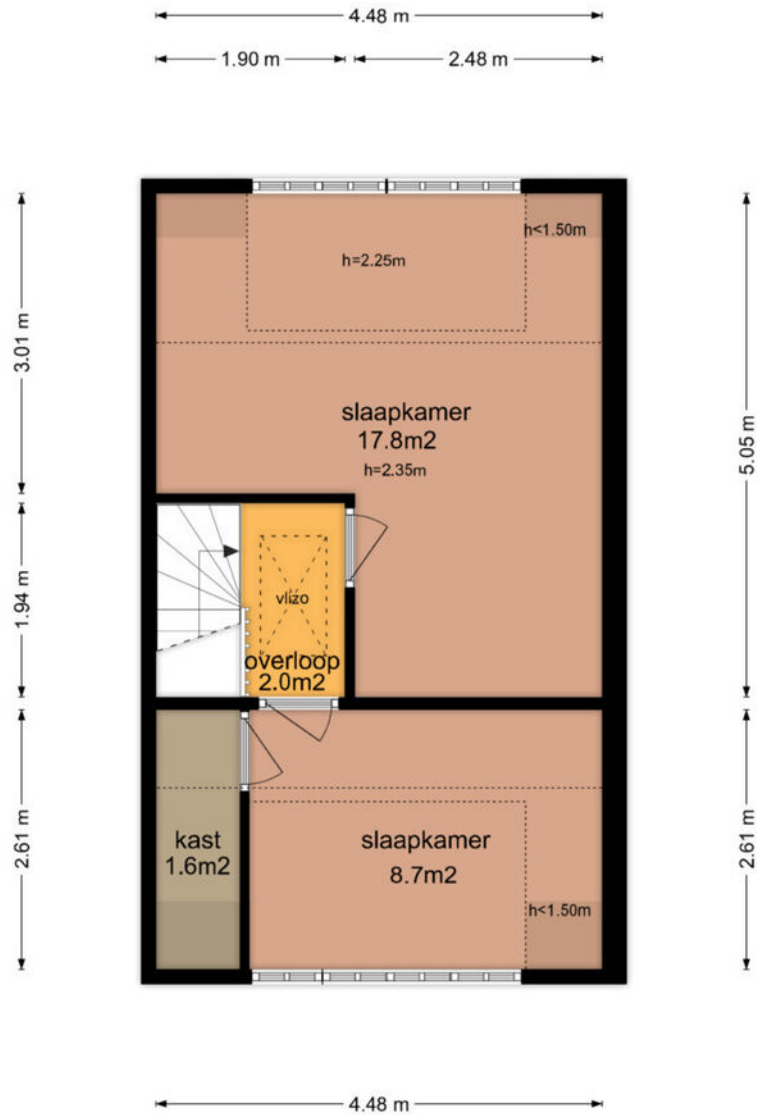 4.48 m
1.90 m
2.48 m
h<1.50m
h=2.25m
3.01 m
slaapkamer
17.8m2
h=2.35m
5.05 m
1.94 m
vlizo
overloop
2.0m2
2.61 m
kast
1.6m2
slaapkamer
8.7m2
2.61 m
h<1.50m
4.48 m